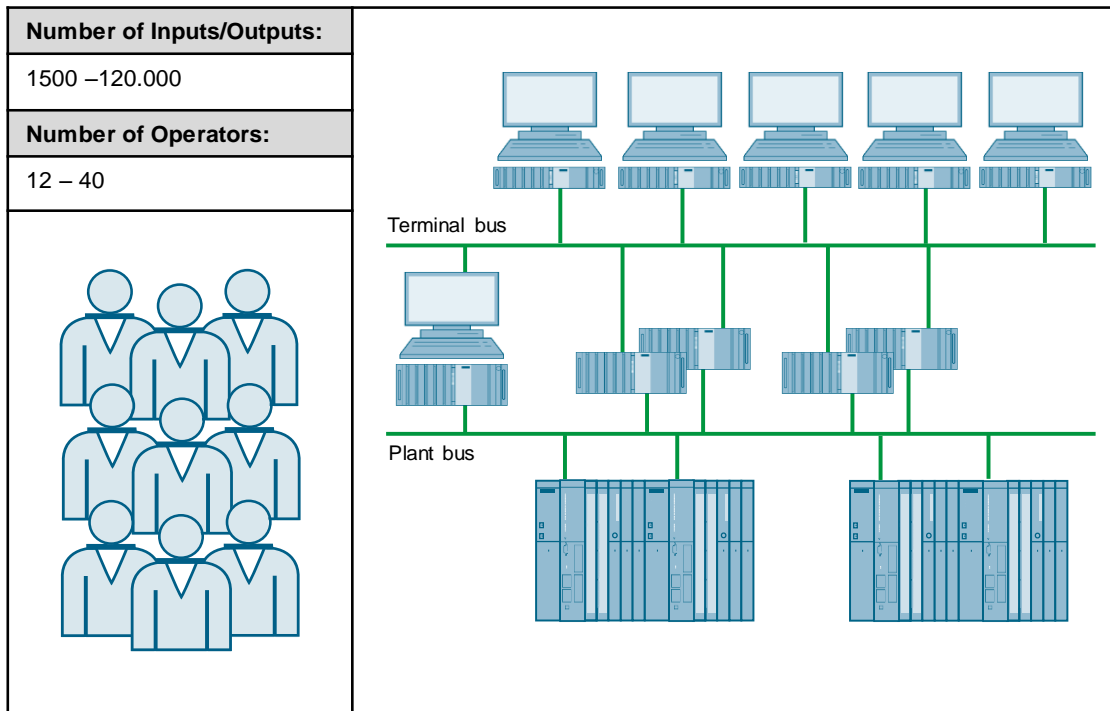 Number of Inputs/Outputs:
1500 –120.000
Number of Operators:
12 – 40
Terminal bus
Plant bus